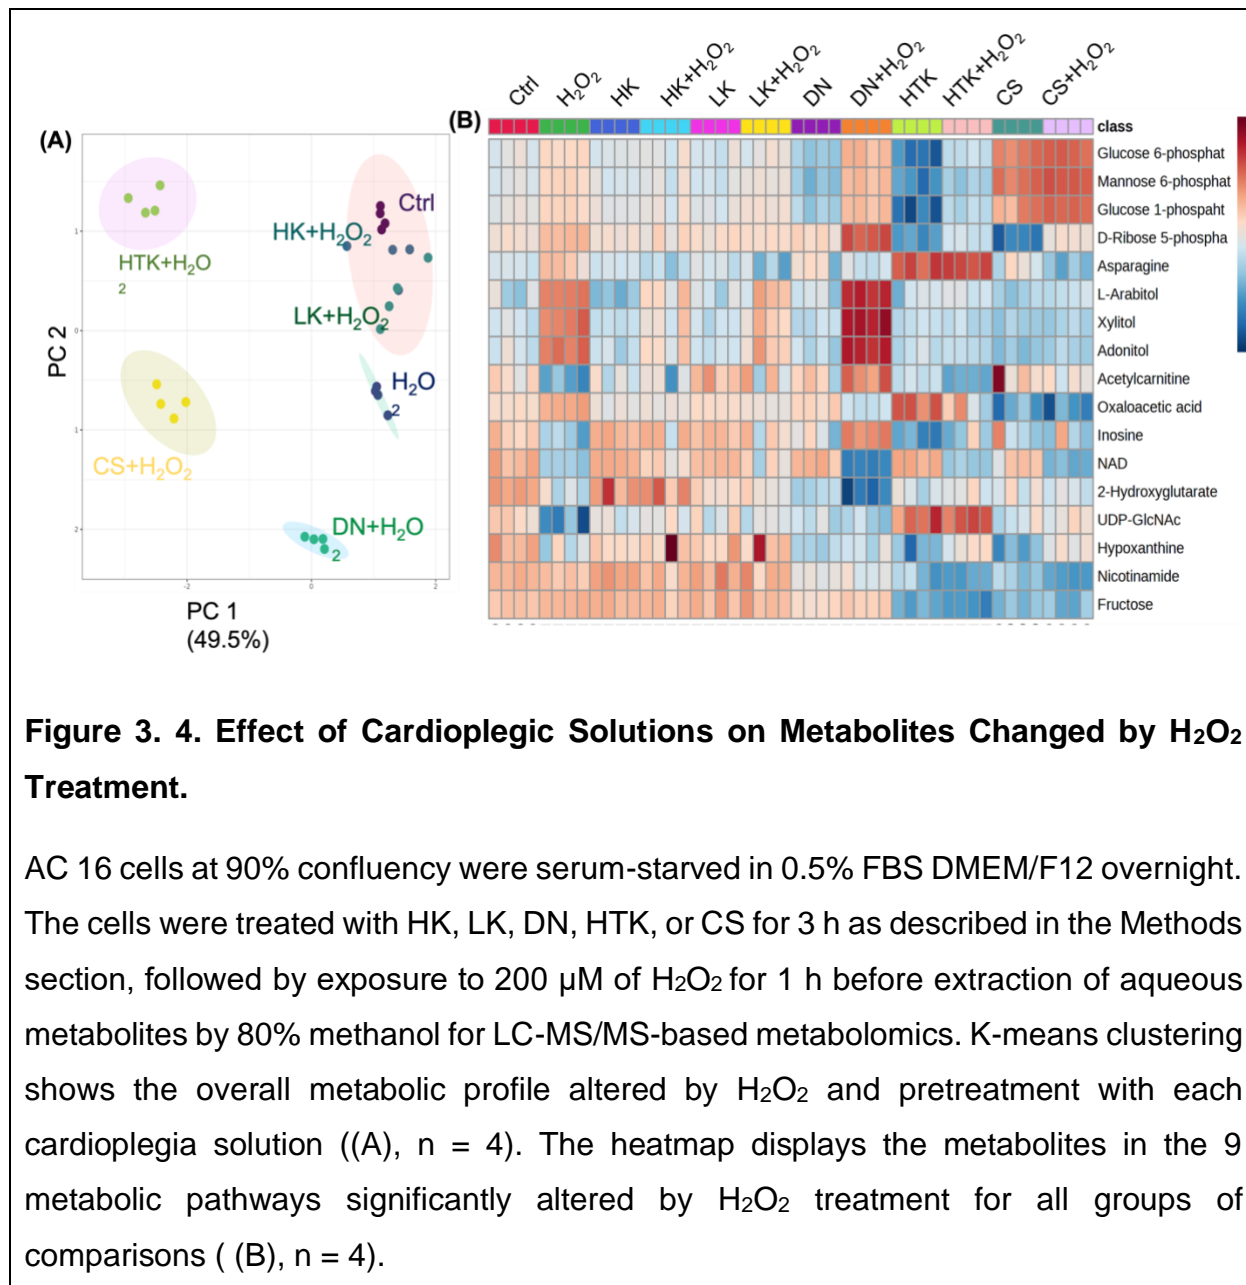 Ctrl
H2O2
HK
HK+H2O2
LK
LK+H2O2
DN
DN+H2O2
HTK
HTK+H2O2
CS
CS+H2O2
(A)
(B)
class
Ctrl
HK+H2O2
HTK+H2O
2
LK+H2O2
H2O
2
CS+H2O2
DN+H2O
2
PC 2
1
0
1
2
-2
0
2
PC 1
(49.5%)
Glucose 6-phosphat
Mannose 6-phosphat
Glucose 1-phospaht
D-Ribose 5-phospha
Asparagine
L-Arabitol
Xylitol
Adonitol
Acetylcarnitine
Oxaloacetic acid
Inosine
NAD
2-Hydroxyglutarate
UDP-GlcNAc
Hypoxanthine
Nicotinamide
Fructose
Figure 3. 4. Effect of Cardioplegic Solutions on Metabolites Changed by H2O2
Treatment.
AC 16 cells at 90% confluency were serum-starved in 0.5% FBS DMEM/F12 overnight.
The cells were treated with HK, LK, DN, HTK, or CS for 3 h as described in the Methods
section, followed by exposure to 200 µM of H2O2 for 1 h before extraction of aqueous
metabolites by 80% methanol for LC-MS/MS-based metabolomics. K-means clustering
shows the overall metabolic profile altered by H2O2 and pretreatment with each
cardioplegia solution ((A), n = 4). The heatmap displays the metabolites in the 9
metabolic pathways significantly altered by H2O2 treatment for all groups of
comparisons ( (B), n = 4).